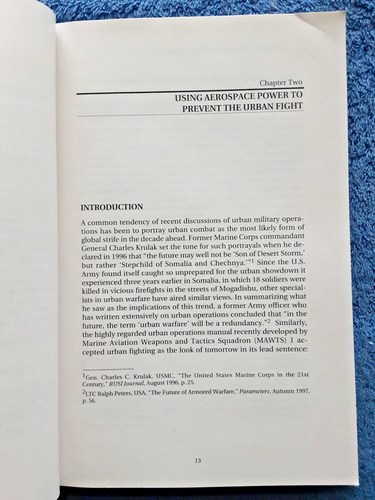 Chapter Two
USING AEROSPACE POWER TO
PREVENT THE URBAN FIGHT
INTRODUCTION
A common tendency of recent discussions of urban military opera-
tions has been to portray urban combat as the most likely form of
global strife in the decade ahead. Former Marine Corps commandant
General Charles Krulak set the tone for such portrayals when he de-
clared in 1996 that "the future may well not be 'Son of Desert Storm,'
but rather 'Stepchild of Somalia and Chechnya.'"1 Since the U.S.
Army found itself caught so unprepared for the urban showdown it
experienced three years earlier in Somalia, in which 18 soldiers were
killed in vicious firefights in the streets of Mogadishu, other special-
ists in urban warfare have aired similar views. In summarizing what
he saw as the implications of this trend, a former Army officer who
has written extensively on urban operations concluded that "in the
future, the term 'urban warfare' will be a redundancy."2 Similarly,
the highly regarded urban operations manual recently developed by
Marine Aviation Weapons and Tactics Squadron (MAWTS) 1 ac-
cepted urban fighting as the look of tomorrow in its lead sentence:
1Gen. Charles C. Krulak, USMC, "The United States Marine Corps in the 21st
Century," RUSI Journal, August 1996, p. 25.
2LTC Ralph Peters, USA, "The Future of Armored Warfare," Parameters, Autumn 1997,
p. 56.
13